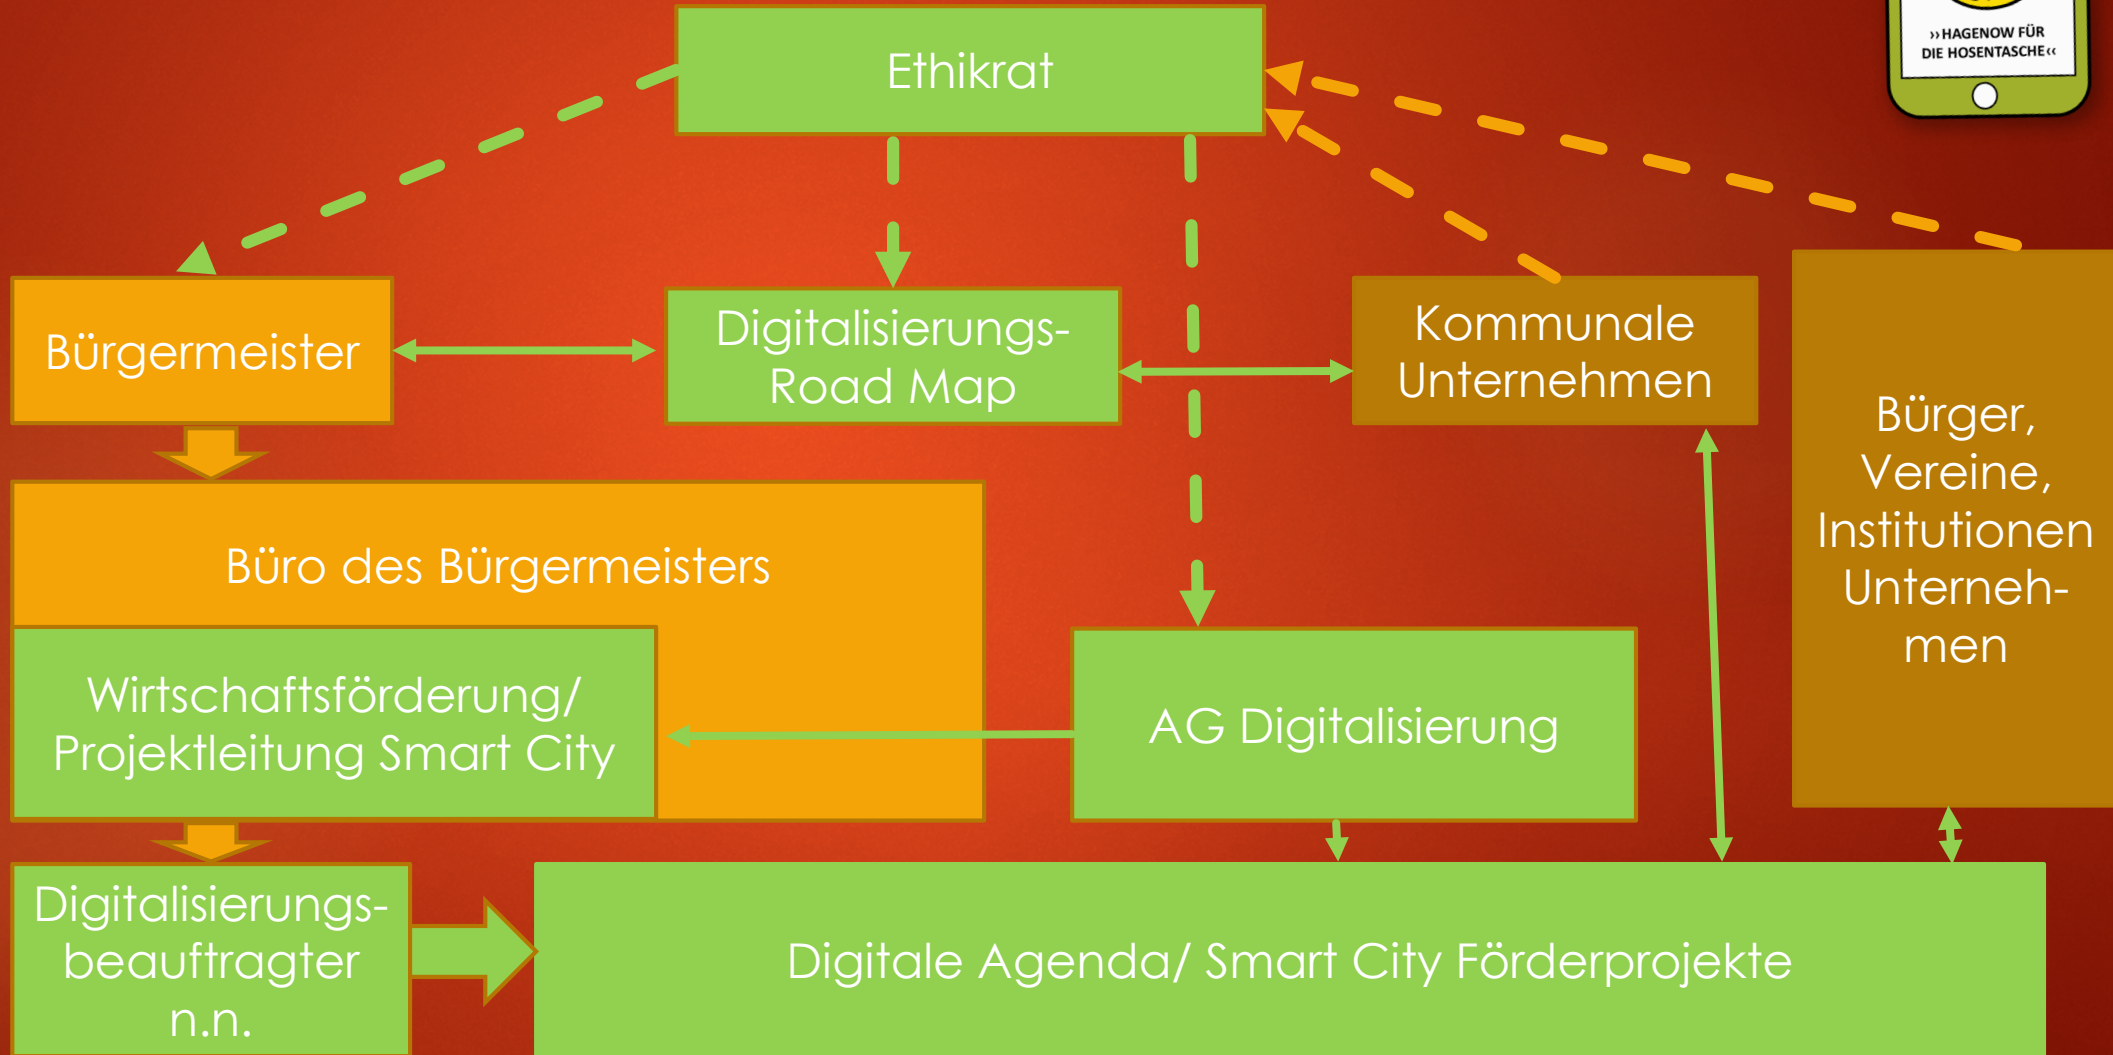 Ethikrat
››HAGENOW FÜR
DIE HOSENTASCHE‹‹
Bürgermeister
Digitalisierungs-
Road Map
Kommunale
Unternehmen
Bürger,
Vereine,
Institutionen
Unterneh-
men
Büro des Bürgermeisters
Wirtschaftsförderung/
Projektleitung Smart City
AG Digitalisierung
Digitalisierungs-
beauftragter
n.n.
Digitale Agenda/ Smart City Förderprojekte